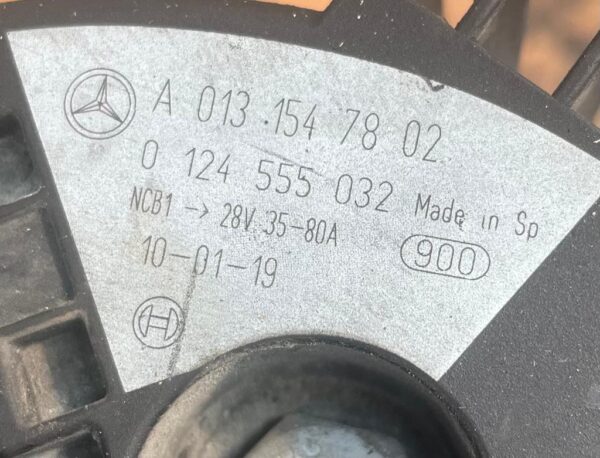 A 013 154 78 02
0 124 555 032 Made in Sp
NCB1 → 28V 35-80A
900
10-01-19